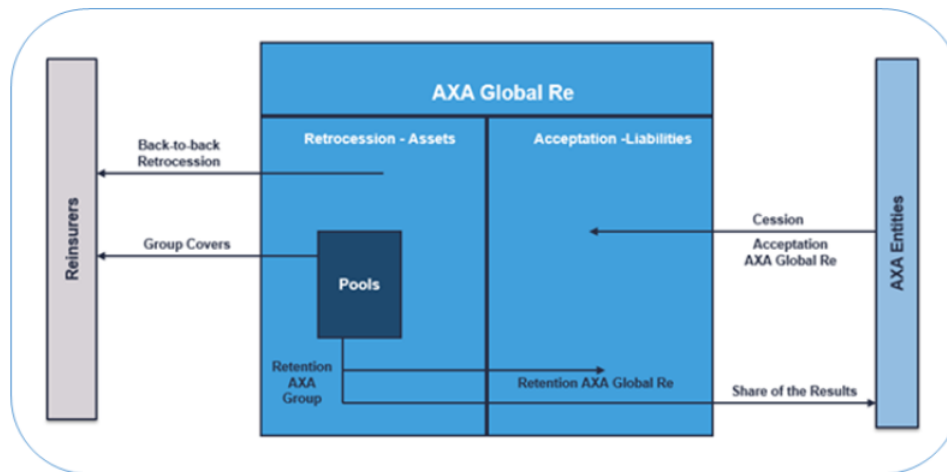 AXA Global Re
Retrocession - Assets
Acceptation -Liabilities
Reinsurers
Back-to-back
Retrocession
Group Covers
Pools
Cession
Acceptation
AXA Global Re
AXA Entities
Retention
AXA
Group
Retention AXA Global Re
Share of the Results